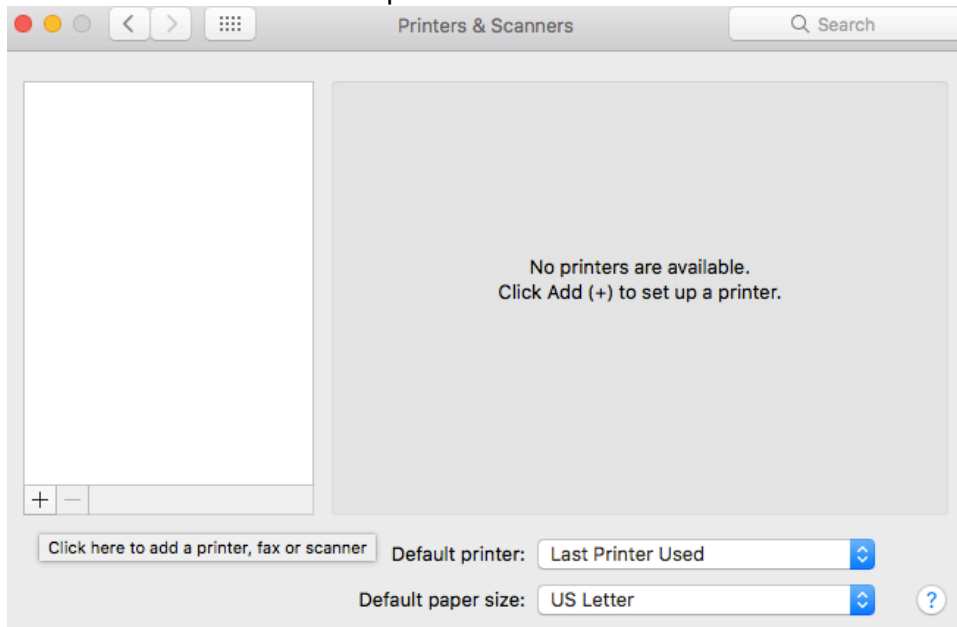 Printers & Scanners
Search
No printers are available.
Click Add (+) to set up a printer.
+ −
Click here to add a printer, fax or scanner
Default printer: Last Printer Used
Default paper size: US Letter
?